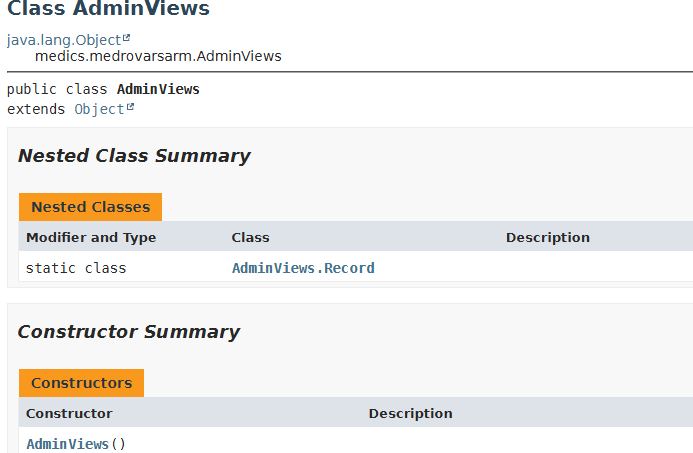 Class AdminViews
java.lang.Object
medics.medrovarsarm.AdminViews
public class AdminViews
extends Object
Nested Class Summary
Nested Classes
Modifier and Type Class Description
static class AdminViews.Record
Constructor Summary
Constructors
Constructor Description
AdminViews()